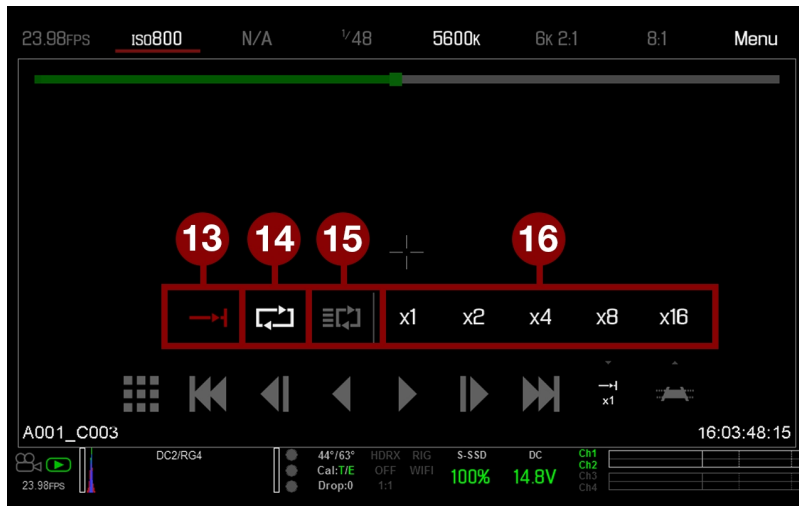 23.98FPS ISO800 N/A 1/48 5600K 6K 2:1 8:1 Menu
13 14 15 16
x1 x2 x4 x8 x16
x1
A001_C003 16:03:48:15
DC2/RG4 44°/63° HDRX RIG S-SSD DC Ch1
Cal:T/E OFF WIFI 100% 14.8V Ch2
23.98FPS Drop:0 1:1 Ch3
Ch4